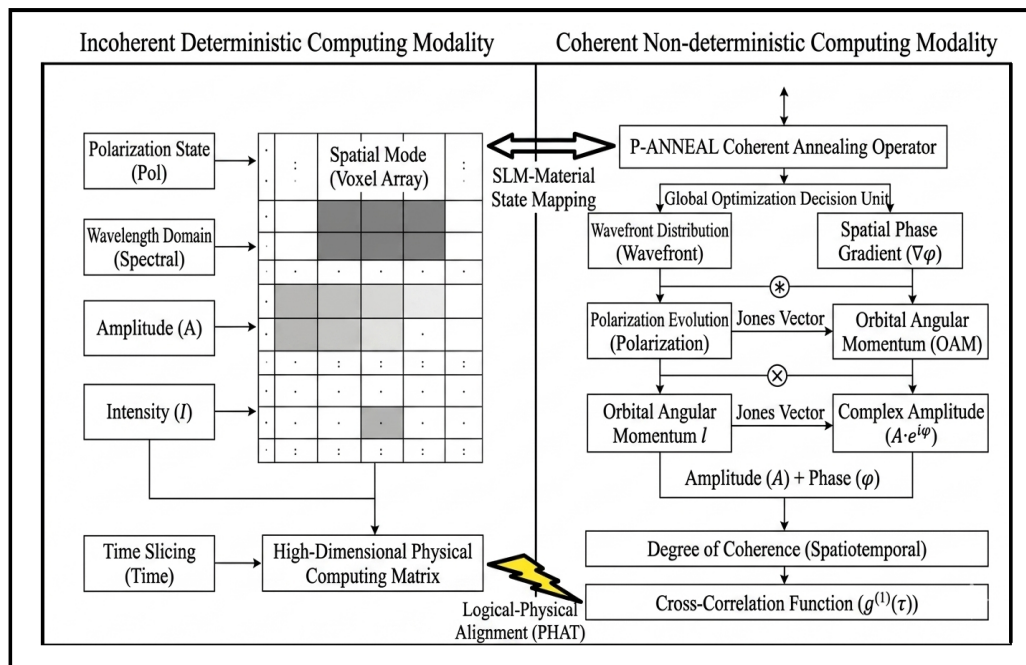 Incoherent Deterministic Computing Modality
Coherent Non-deterministic Computing Modality
Polarization State
(Pol)
Wavelength Domain
(Spectral)
Amplitude (A)
Intensity (I)
Time Slicing
(Time)
Spatial Mode
(Voxel Array)
High-Dimensional Physical
Computing Matrix
SLM-Material
State Mapping
Logical-Physical
Alignment (PHAT)
P-ANNEAL Coherent Annealing Operator
Global Optimization Decision Unit
Wavefront Distribution
(Wavefront)
Spatial Phase
Gradient (∇φ)
Polarization Evolution
(Polarization)
Jones Vector
Orbital Angular
Momentum (OAM)
Orbital Angular
Momentum l
Jones Vector
Complex Amplitude
(A·e^{iφ})
Amplitude (A) + Phase (φ)
Degree of Coherence (Spatiotemporal)
Cross-Correlation Function (g^{(1)}(τ))